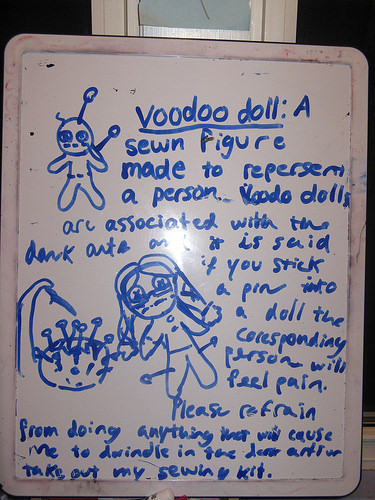 Voodoo doll: A
sewn figure
made to repersent
a person. Voodo dolls
are associated with the
dark arts and it is said
if you stick
a pin into
a doll the
coresponding
person will
feel pain.
Please refrain
from doing anything that will cause
me to dwindle in the dark arts
take out my sewing kit.